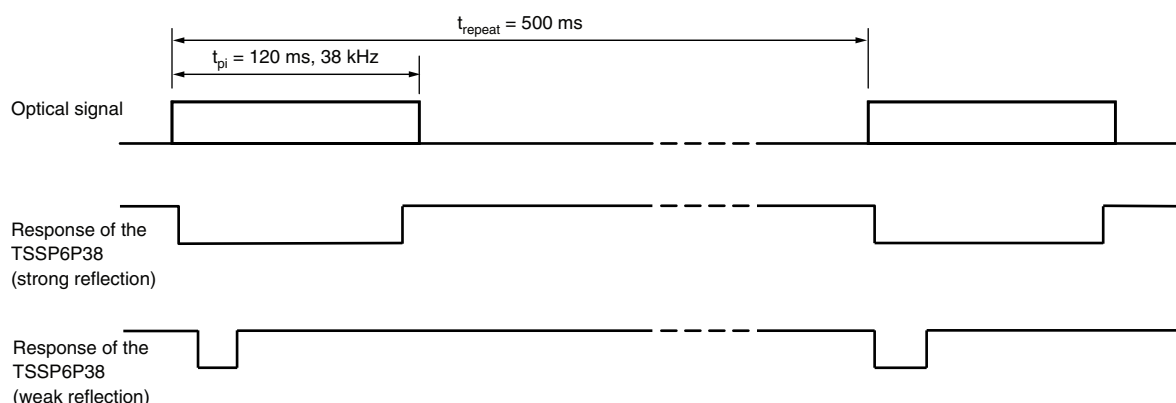 t_repeat = 500 ms
t_pi = 120 ms, 38 kHz
Optical signal
Response of the
TSSP6P38
(strong reflection)
Response of the
TSSP6P38
(weak reflection)